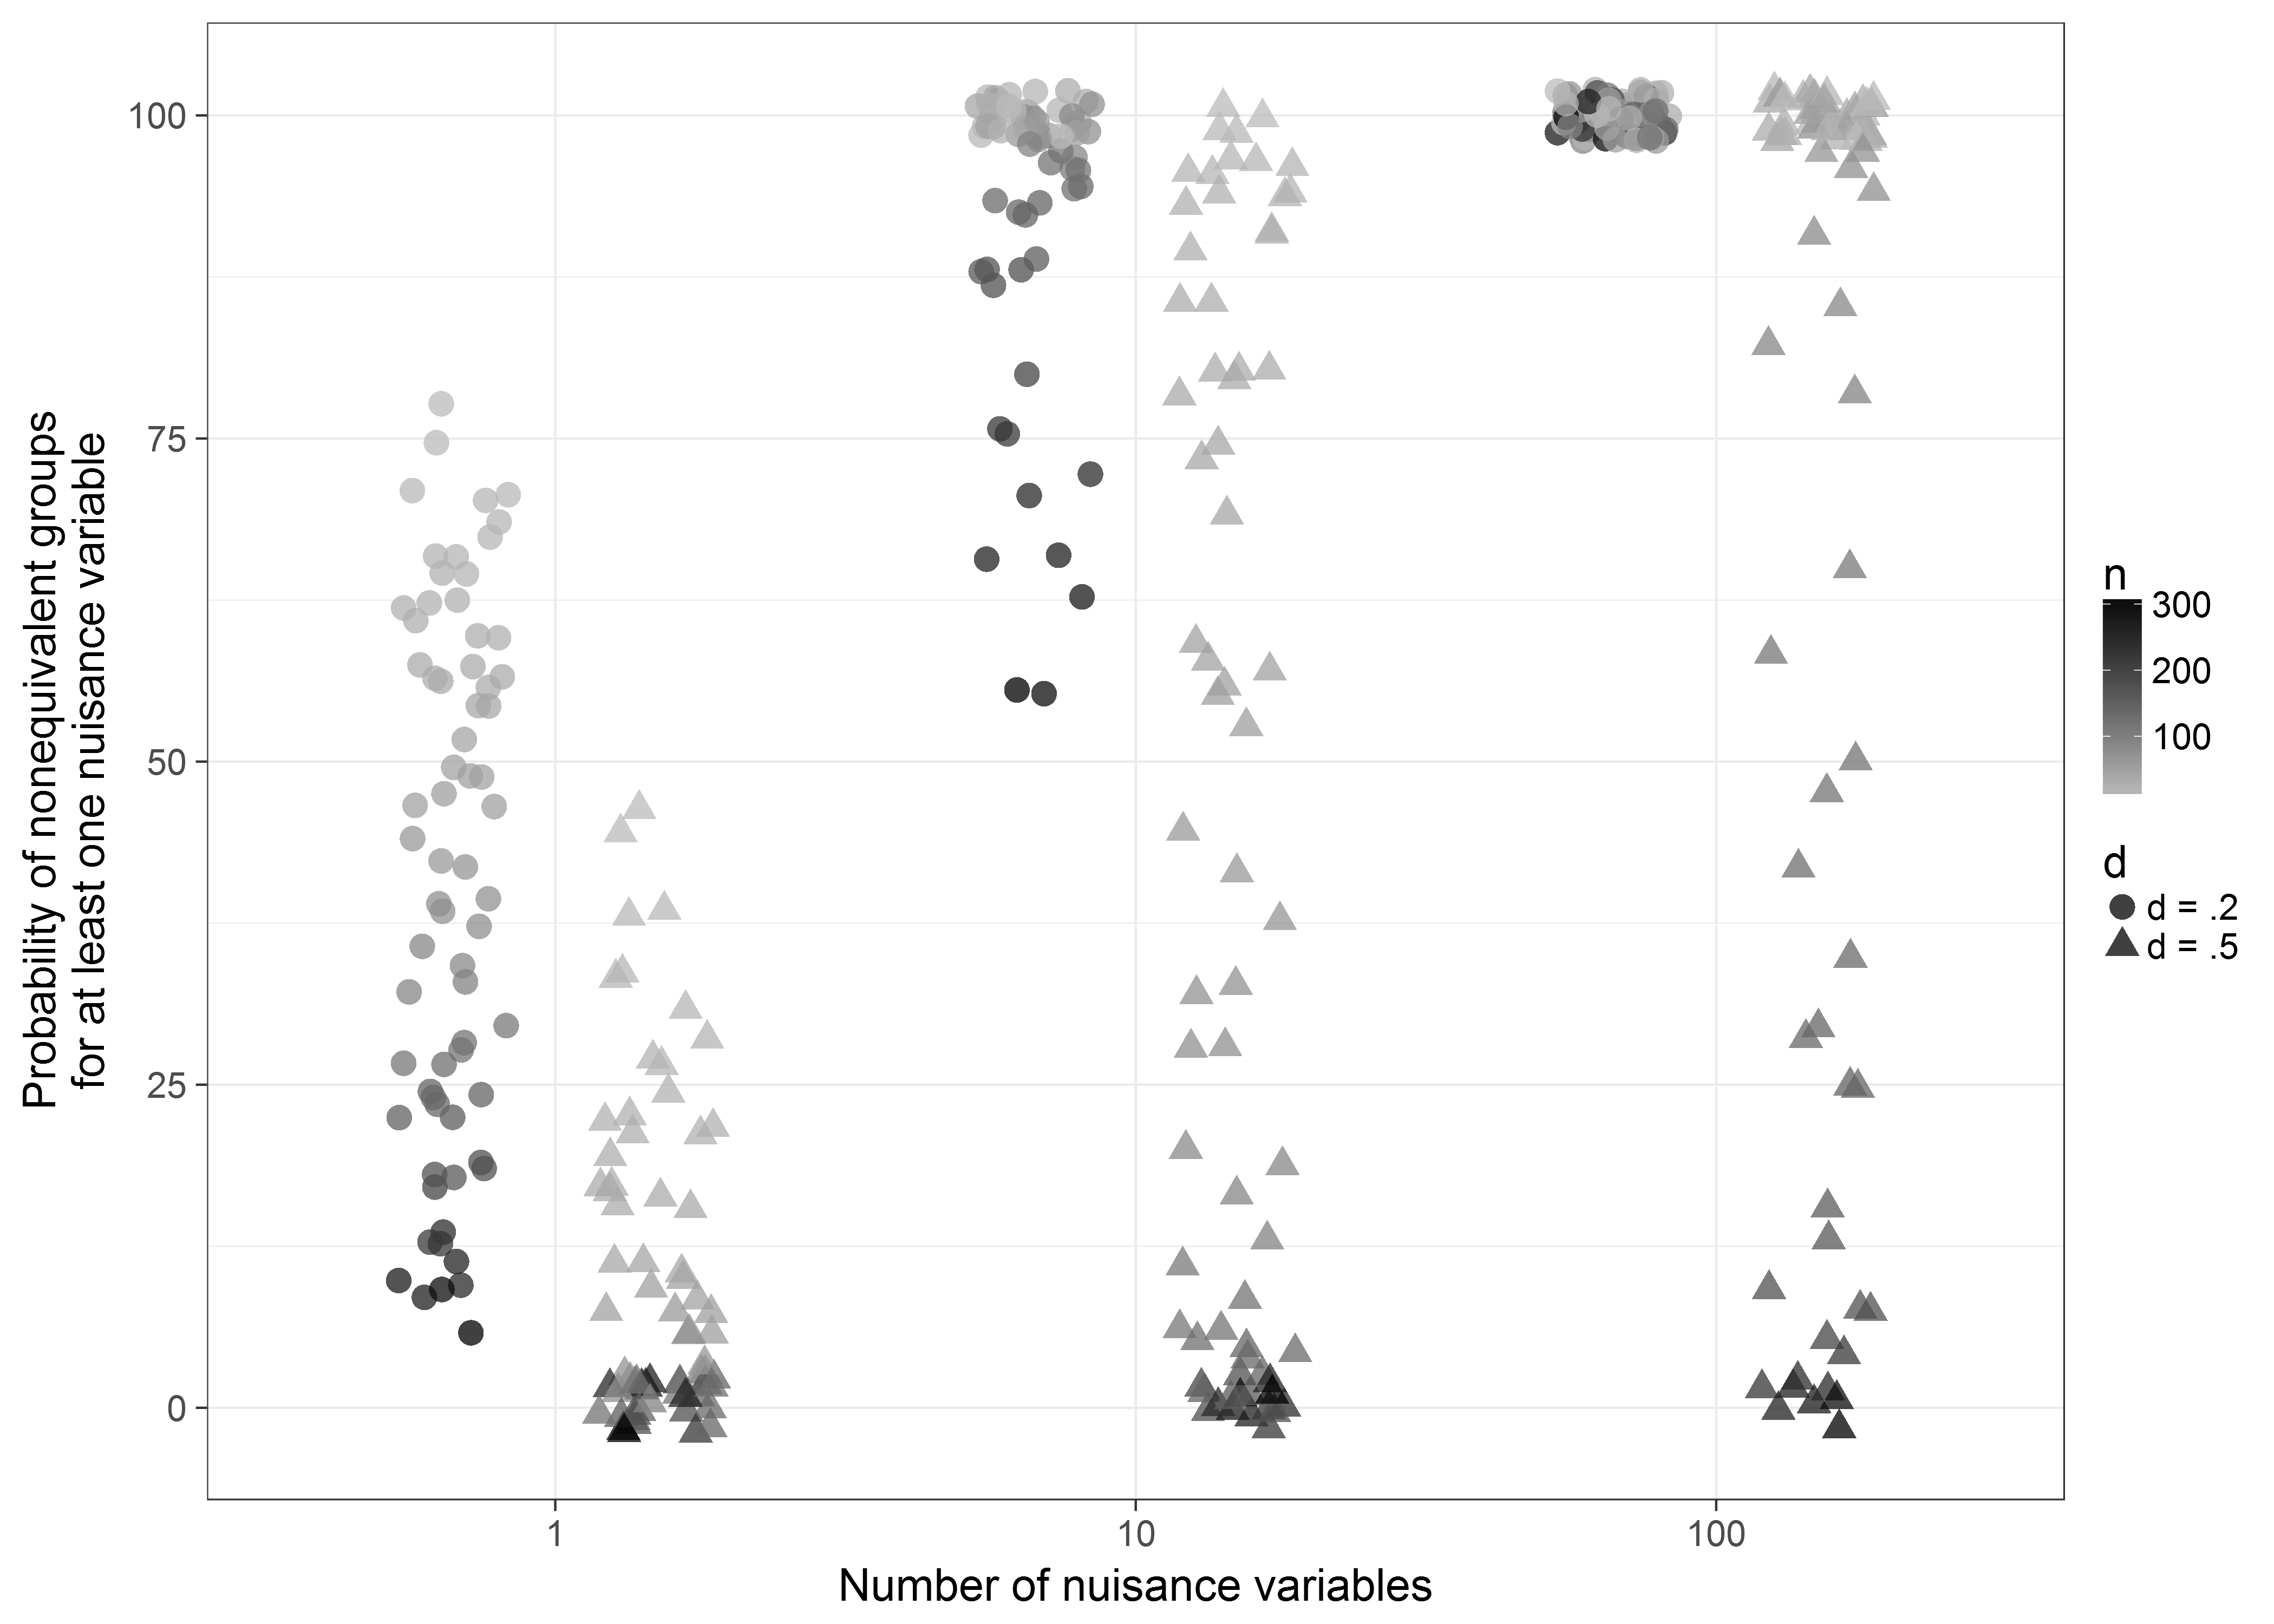 Probability of nonequivalent groups
for at least one nuisance variable
100
75
50
25
0
1
10
100
Number of nuisance variables
n
300
200
100
d
d = .2
d = .5